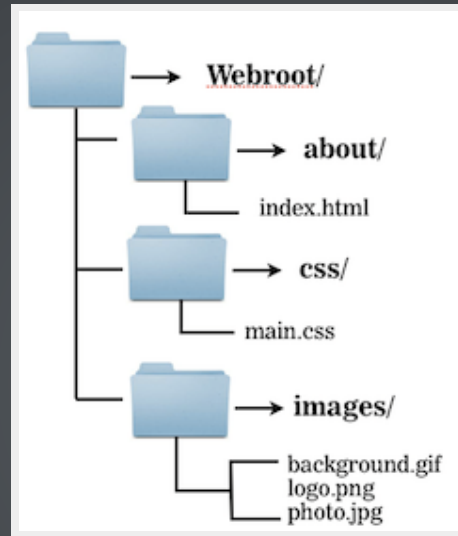 Webroot/
about/
index.html
css/
main.css
images/
background.gif
logo.png
photo.jpg